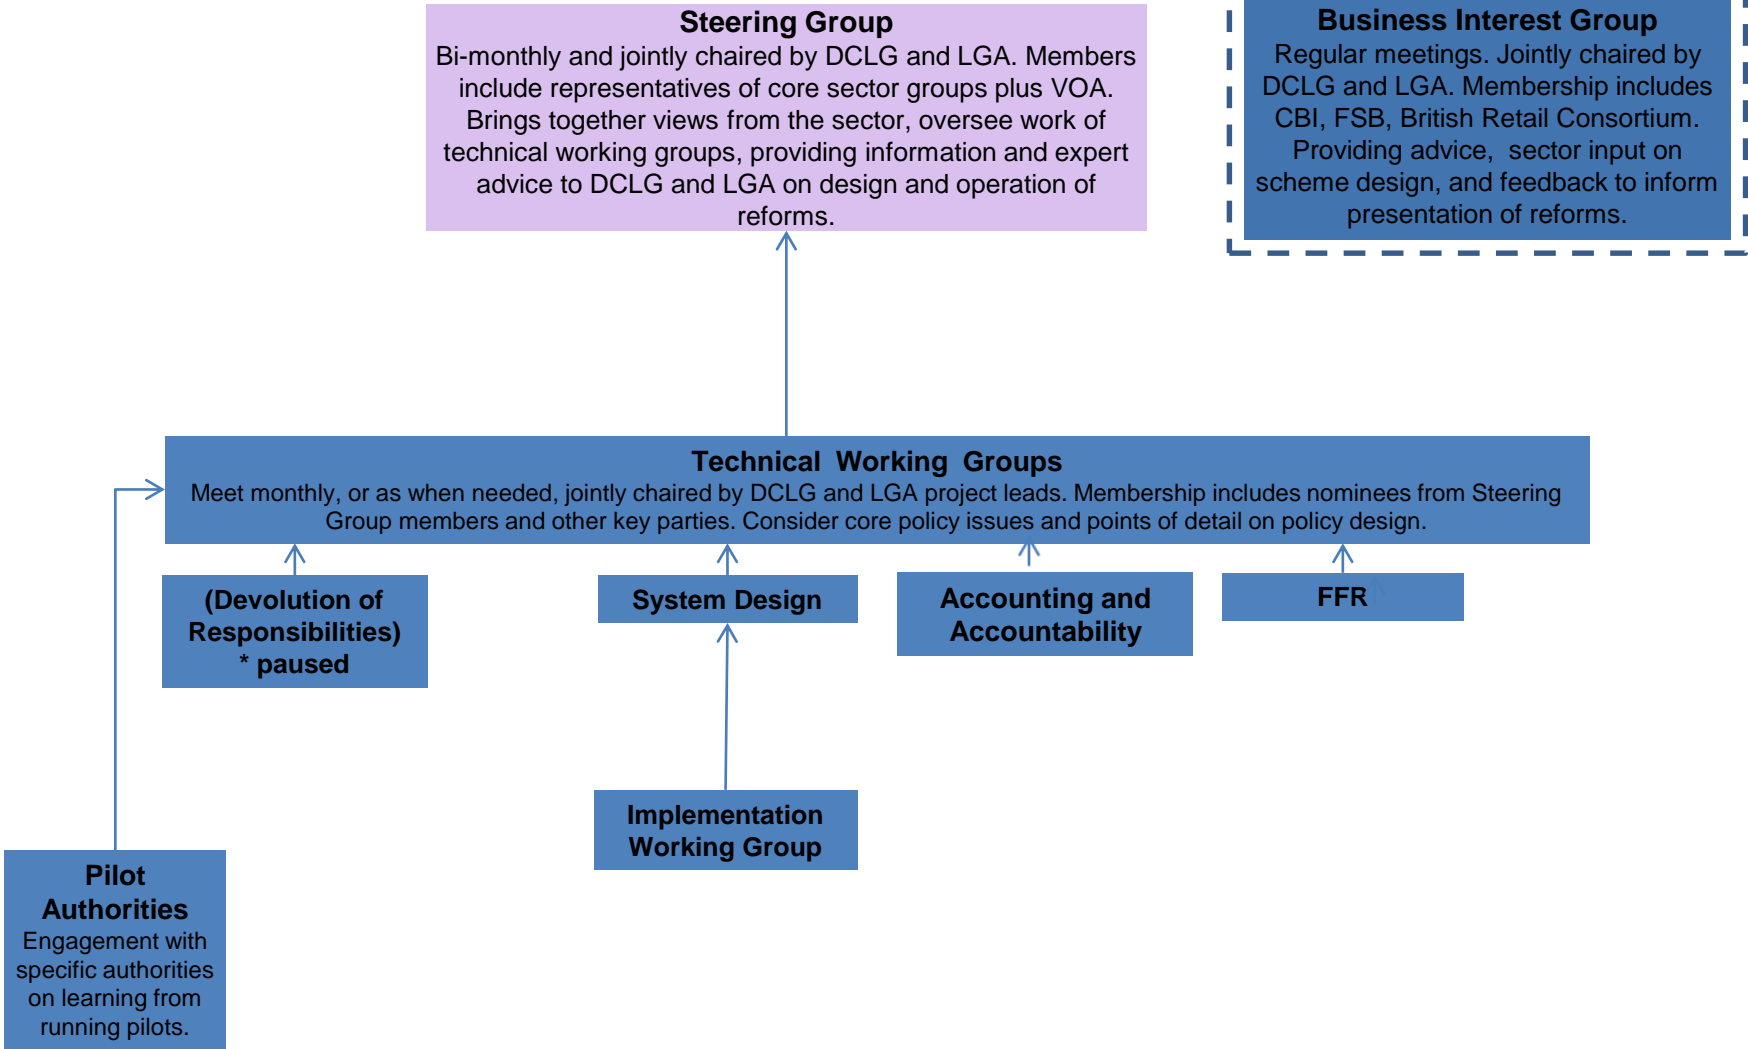 Steering Group
Bi-monthly and jointly chaired by DCLG and LGA. Members
include representatives of core sector groups plus VOA.
Brings together views from the sector, oversee work of
technical working groups, providing information and expert
advice to DCLG and LGA on design and operation of
reforms.
Business Interest Group
Regular meetings. Jointly chaired by
DCLG and LGA. Membership includes
CBI, FSB, British Retail Consortium.
Providing advice, sector input on
scheme design, and feedback to inform
presentation of reforms.
Technical Working Groups
Meet monthly, or as when needed, jointly chaired by DCLG and LGA project leads. Membership includes nominees from Steering
Group members and other key parties. Consider core policy issues and points of detail on policy design.
(Devolution of
Responsibilities)
* paused
System Design
Accounting and
Accountability
FFR
Implementation
Working Group
Pilot
Authorities
Engagement with
specific authorities
on learning from
running pilots.